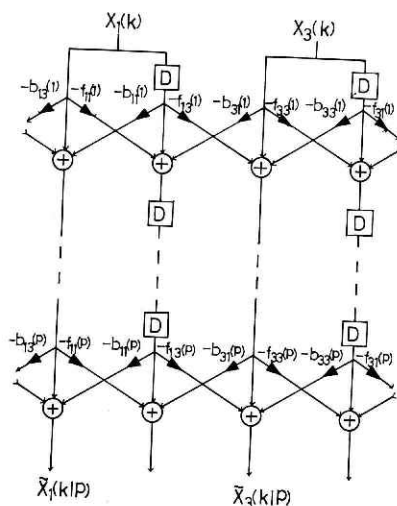 X₁(k) X₃(k)
D D
-b₁₃(1) -f₁₁(1) -b₁₁(1) -f₁₃(1) -b₃₁(1) -f₃₃(1) -b₃₃(1) -f₃₁(1)
+ + + +
D D
D D
-b₁₃(p) -f₁₁(p) -b₁₁(p) -f₁₃(p) -b₃₁(p) -f₃₃(p) -b₃₃(p) -f₃₁(p)
+ + + +
X̃₁(k|p) X̃₃(k|p)